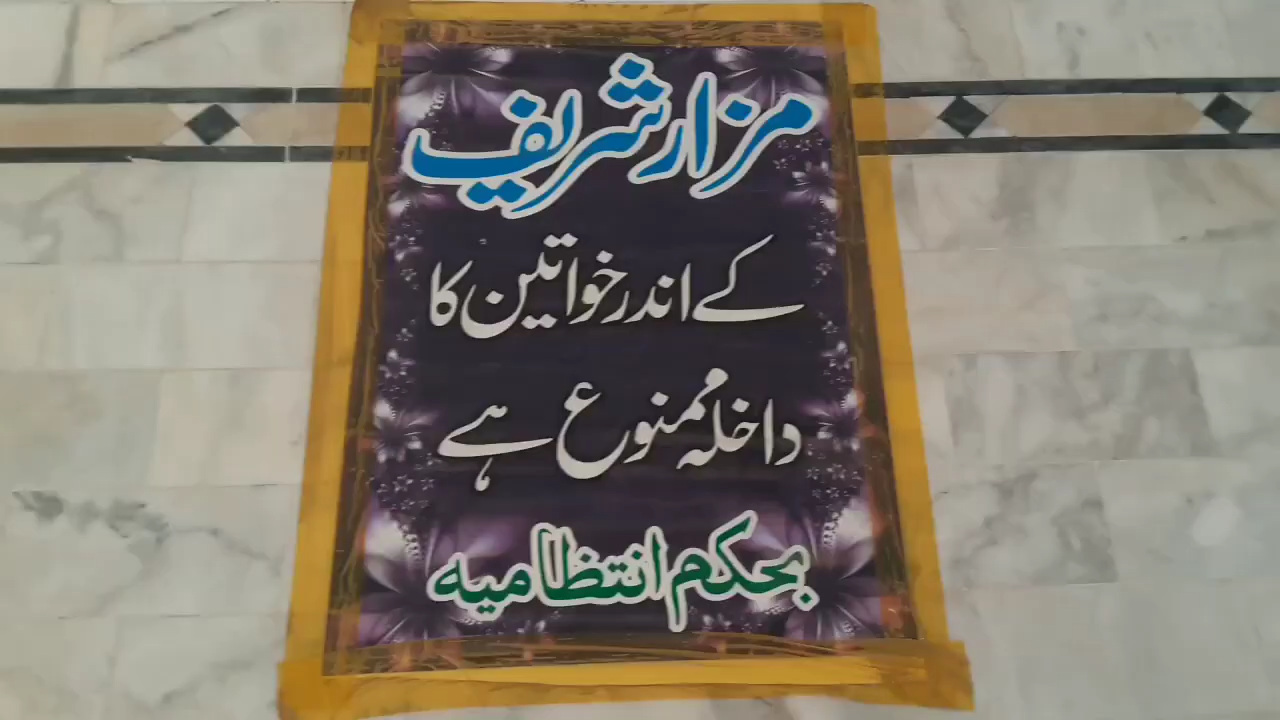 مزار شریف
کے اندر خواتین کا
داخلہ ممنوع ہے
بحکم انتظامیہ